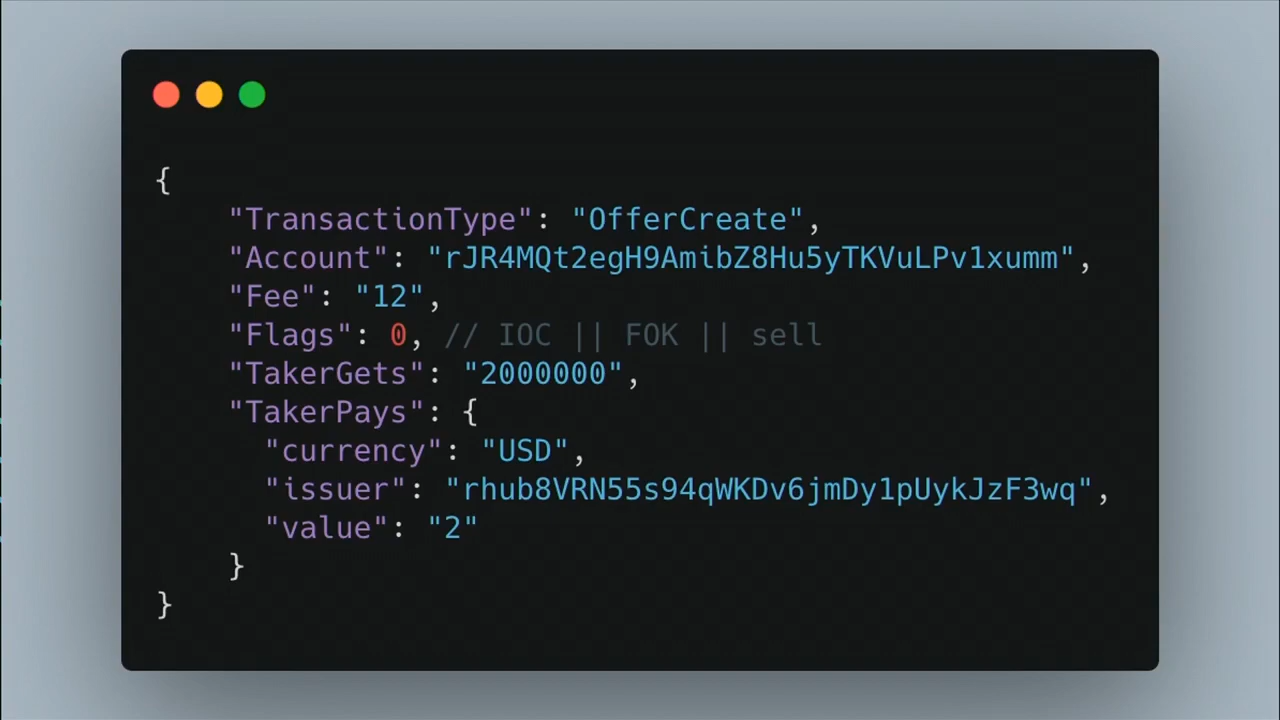 {
"TransactionType": "OfferCreate",
"Account": "rJR4MQt2egH9AmibZ8Hu5yTKVuLPv1xumm",
"Fee": "12",
"Flags": 0, // IOC || FOK || sell
"TakerGets": "2000000",
"TakerPays": {
"currency": "USD",
"issuer": "rhub8VRN55s94qWKDv6jmDy1pUykJzF3wq",
"value": "2"
}
}